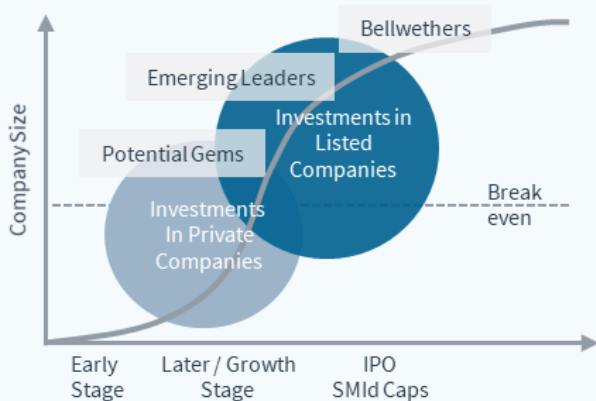 Bellwethers
Emerging Leaders
Investments in
Listed
Companies
Potential Gems
Investments
In Private
Companies
Break
even
Company Size
Early
Stage
Later / Growth
Stage
IPO
SMId Caps